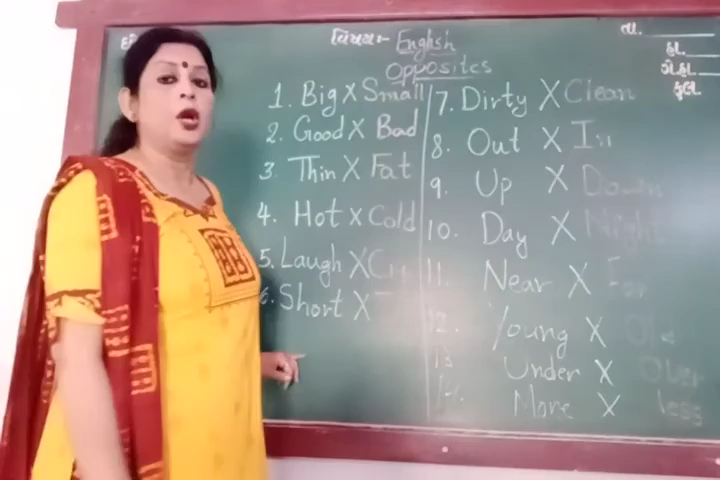 વિષય:- English
તા.
Opposites
હા.
ગે.હા.
કુલ
1. Big X Small
2. Good X Bad
3. Thin X Fat
4. Hot x Cold
5. Laugh X
6. Short X
7. Dirty X Clean
8. Out X In
9. Up X Down
10. Day X Night
11. Near X Far
12. Young X Old
13 Under X Over
14. More X less